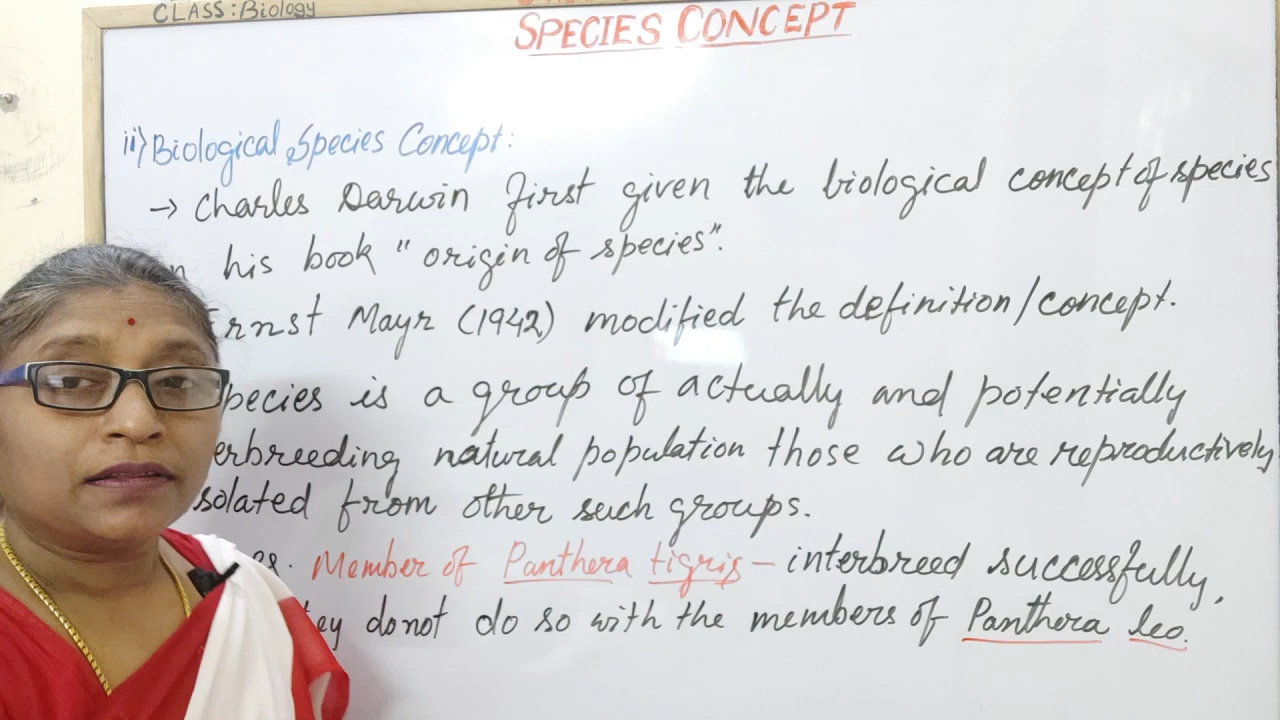 CLASS: Biology
SPECIES CONCEPT
ii) Biological Species Concept:
→ Charles Darwin first given the biological concept of species
his book "origin of species".
Ernst Mayr (1942) modified the definition/concept.
species is a group of actually and potentially
erbreeding natural population those who are reproductively
solated from other such groups.
Member of Panthera tigris – interbreed successfully,
ey donot do so with the members of Panthera leo.